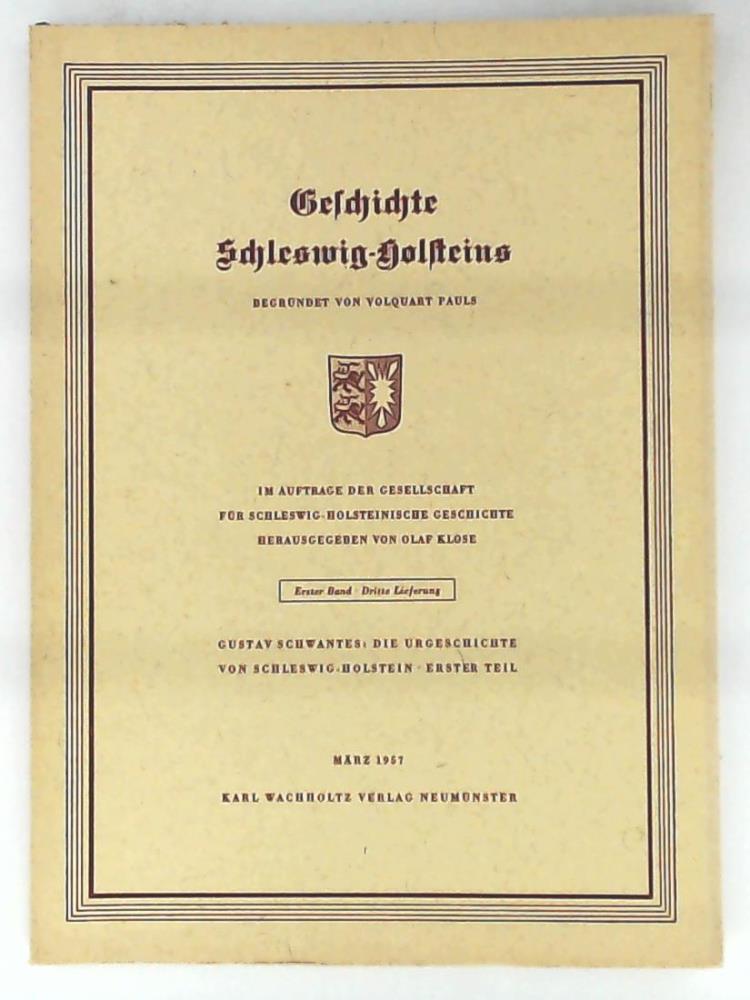 Geschichte
Schleswig-Holsteins
BEGRÜNDET VON VOLQUART PAULS
IM AUFTRAGE DER GESELLSCHAFT
FÜR SCHLESWIG-HOLSTEINISCHE GESCHICHTE
HERAUSGEGEBEN VON OLAF KLOSE
Erster Band · Dritte Lieferung
GUSTAV SCHWANTES: DIE URGESCHICHTE
VON SCHLESWIG-HOLSTEIN · ERSTER TEIL
MÄRZ 1957
KARL WACHHOLTZ VERLAG NEUMÜNSTER